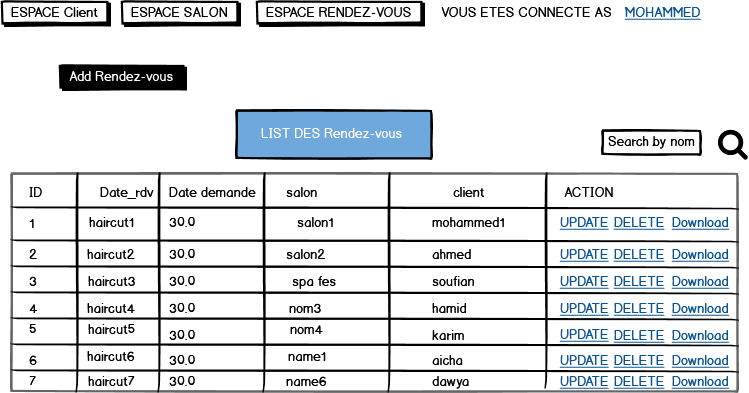 ESPACE Client ESPACE SALON ESPACE RENDEZ-VOUS VOUS ETES CONNECTE AS MOHAMMED
Add Rendez-vous
LIST DES Rendez-vous
Search by nom
ID Date_rdv Date demande salon client ACTION
1 haircut1 30.0 salon1 mohammed1 UPDATE DELETE Download
2 haircut2 30.0 salon2 ahmed UPDATE DELETE Download
3 haircut3 30.0 spa fes soufian UPDATE DELETE Download
4 haircut4 30.0 nom3 hamid UPDATE DELETE Download
5 haircut5 30.0 nom4 karim UPDATE DELETE Download
6 haircut6 30.0 name1 aicha UPDATE DELETE Download
7 haircut7 30.0 name6 dawya UPDATE DELETE Download